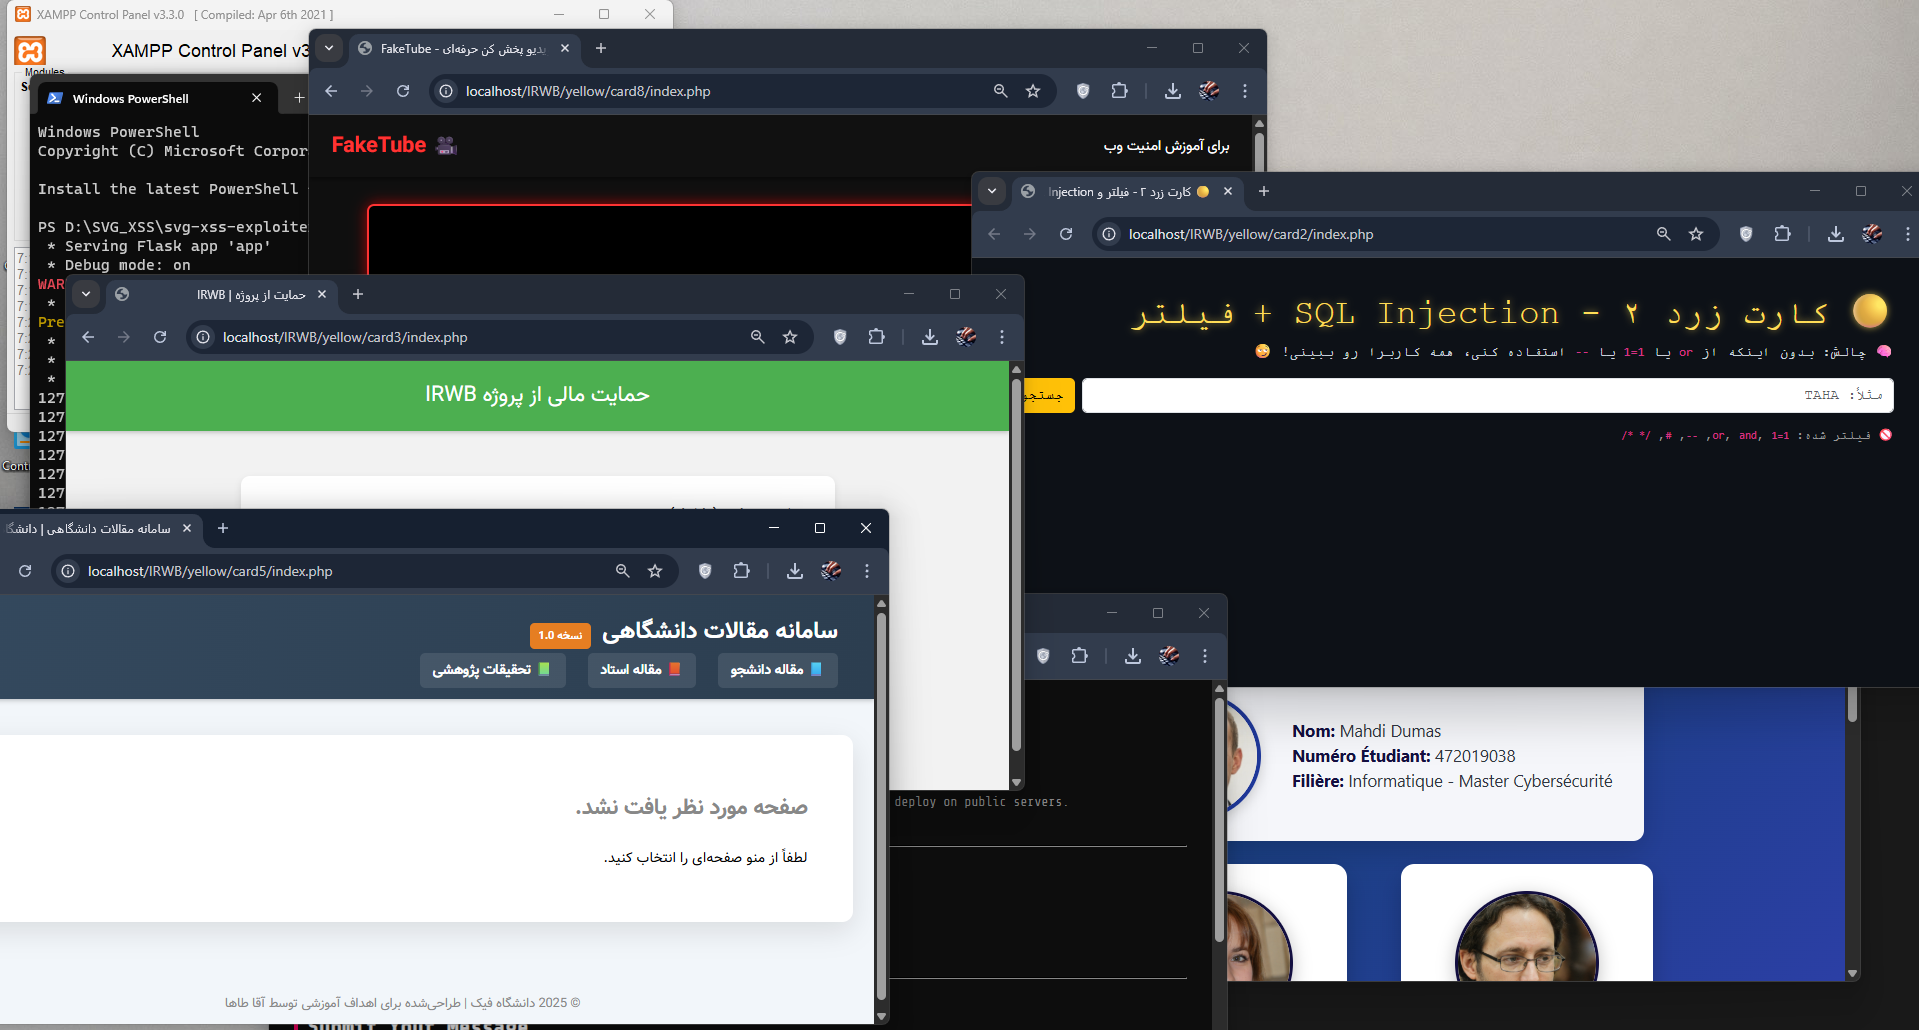 XAMPP Control Panel v3.3.0 [ Compiled: Apr 6th 2021 ]
XAMPP Control Panel v3
Modules
Windows PowerShell
Windows PowerShell
Copyright (C) Microsoft Corpor
Install the latest PowerShell
PS D:\SVG_XSS\svg-xss-exploite
* Serving Flask app 'app'
* Debug mode: on
WAR
*
Pre
*
*
*
127
127
127
127
127
127
یدیو پخش کن حرفه‌ای - FakeTube
localhost/IRWB/yellow/card8/index.php
FakeTube 🎥
برای آموزش امنیت وب
🟡 کارت زرد ۲ - فیلتر و Injection
localhost/IRWB/yellow/card2/index.php
🟡 کارت زرد ۲ - SQL Injection + فیلتر
🧠 چالش: بدون اینکه از or یا 1=1 یا -- استفاده کنی، همه کاربرا رو ببینی! 😏
مثلاً: TAHA
جستجو
🚫 فیلتر شده: or, and, 1=1, --, #, /* */
حمایت از پروژه | IRWB
localhost/IRWB/yellow/card3/index.php
حمایت مالی از پروژه IRWB
سامانه مقالات دانشگاهی | دانشگا
localhost/IRWB/yellow/card5/index.php
سامانه مقالات دانشگاهی نسخه 1.0
📘 مقاله دانشجو
📕 مقاله استاد
📗 تحقیقات پژوهشی
صفحه مورد نظر یافت نشد.
لطفاً از منو صفحه‌ای را انتخاب کنید.
© 2025 دانشگاه فیک | طراحی‌شده برای اهداف آموزشی توسط آقا طاها
deploy on public servers.
Submit Your Message
Nom: Mahdi Dumas
Numéro Étudiant: 472019038
Filière: Informatique - Master Cybersécurité